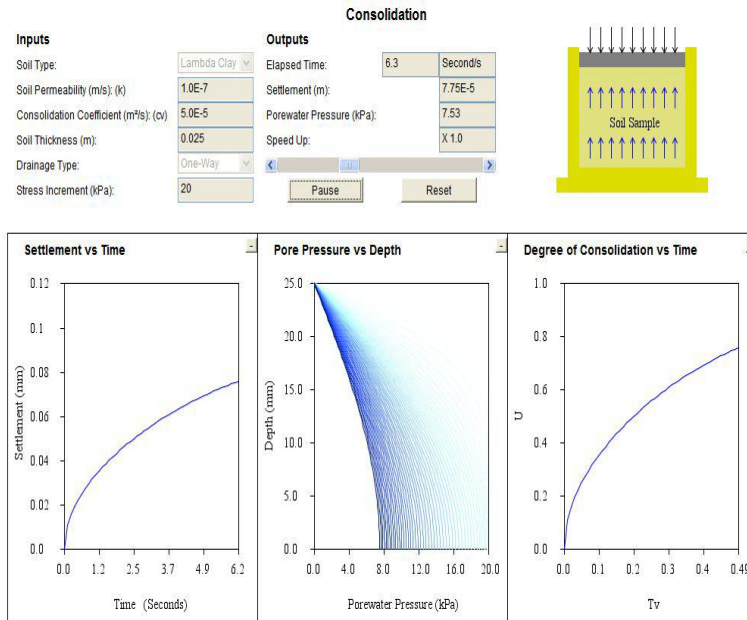 Consolidation
Inputs
Soil Type: Lambda Clay
Soil Permeability (m/s): (k) 1.0E-7
Consolidation Coefficient (m²/s): (cv) 5.0E-5
Soil Thickness (m): 0.025
Drainage Type: One-Way
Stress Increment (kPa): 20
Outputs
Elapsed Time: 6.3 Second/s
Settlement (m): 7.75E-5
Porewater Pressure (kPa): 7.53
Speed Up: X 1.0
Pause Reset
Soil Sample
Settlement vs Time -
0.12
0.1
0.08
0.06
0.04
0.02
0.0
Settlement (mm)
0.0 1.2 2.5 3.7 4.9 6.2
Time (Seconds)
Pore Pressure vs Depth -
25.0
20.0
15.0
10.0
5.0
0.0
Depth (mm)
0.0 4.0 8.0 12.0 16.0 20.0
Porewater Pressure (kPa)
Degree of Consolidation vs Time -
1.0
0.8
0.6
0.4
0.2
0.0
U
0.0 0.1 0.2 0.3 0.4 0.49
Tv